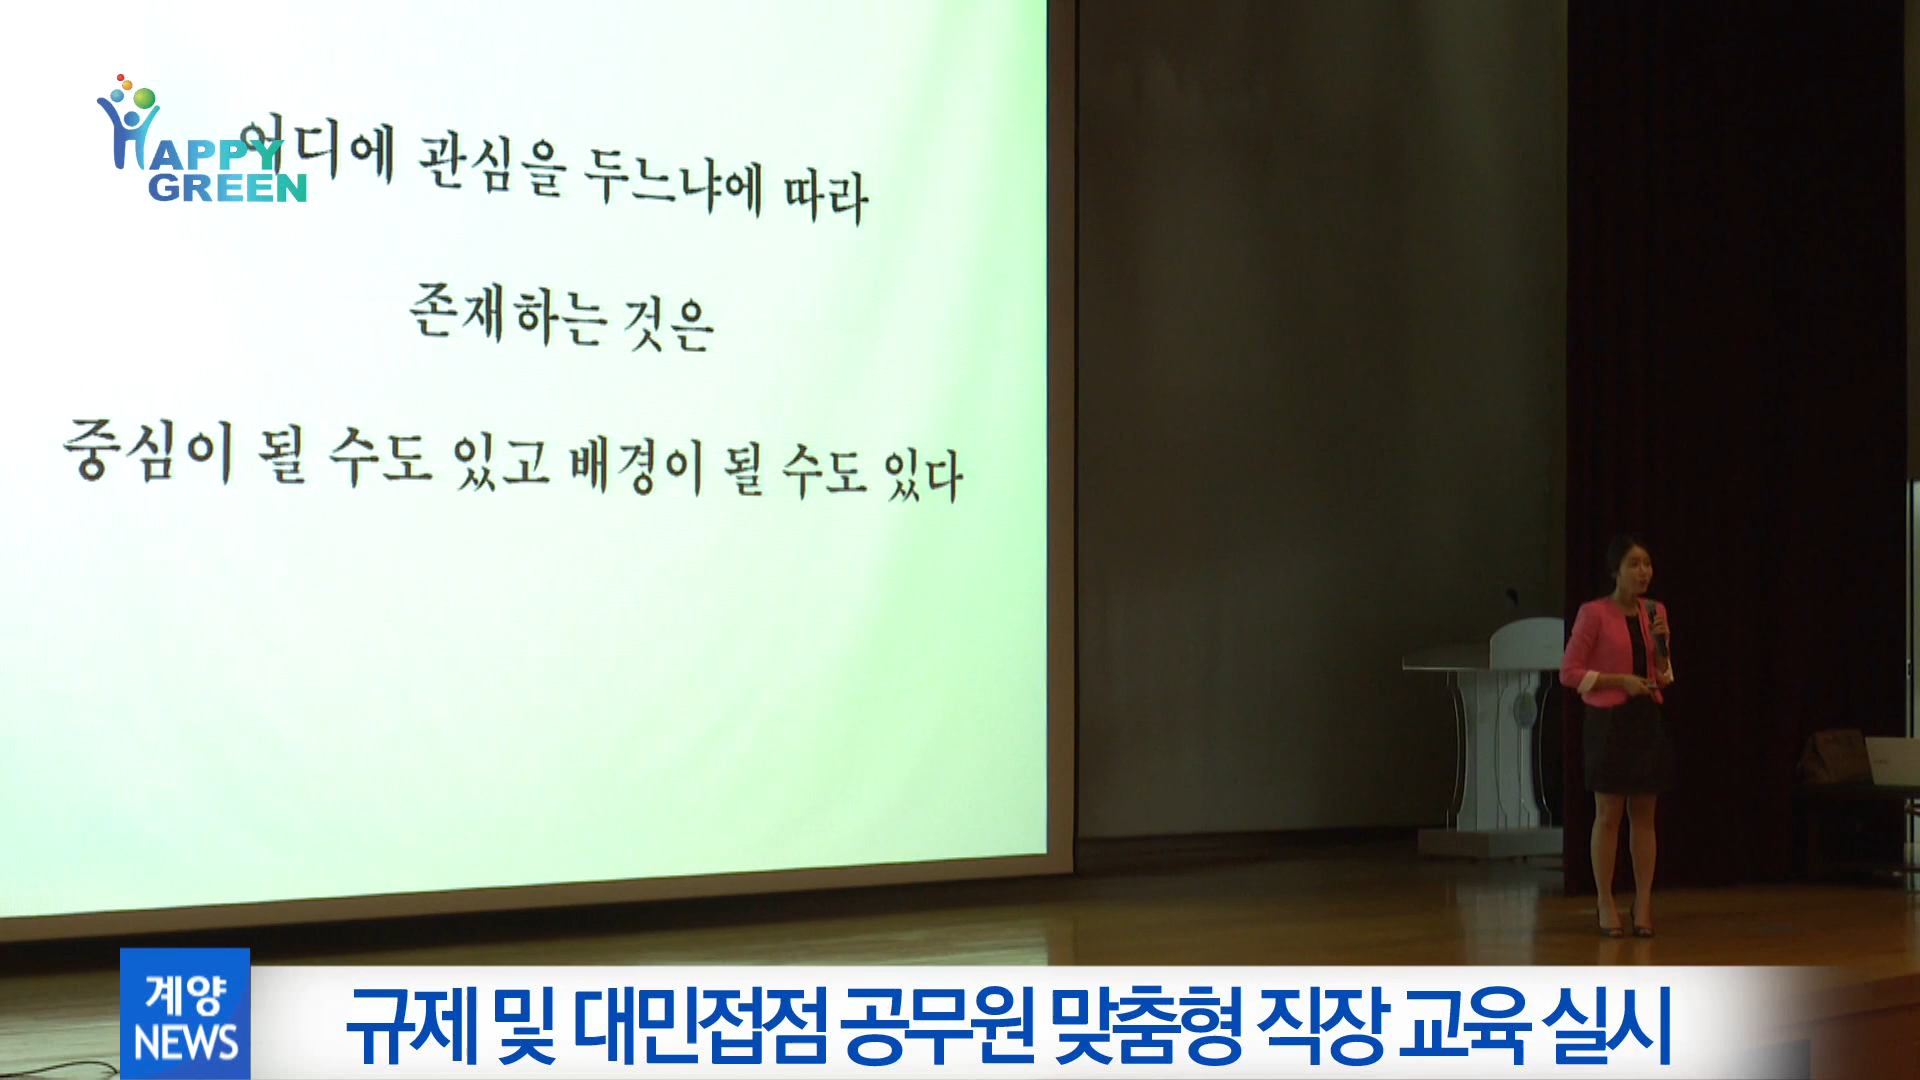 HAPPY
GREEN
어디에 관심을 두느냐에 따라
존재하는 것은
중심이 될 수도 있고 배경이 될 수도 있다
계양
NEWS
규제 및 대민접점 공무원 맞춤형 직장 교육 실시